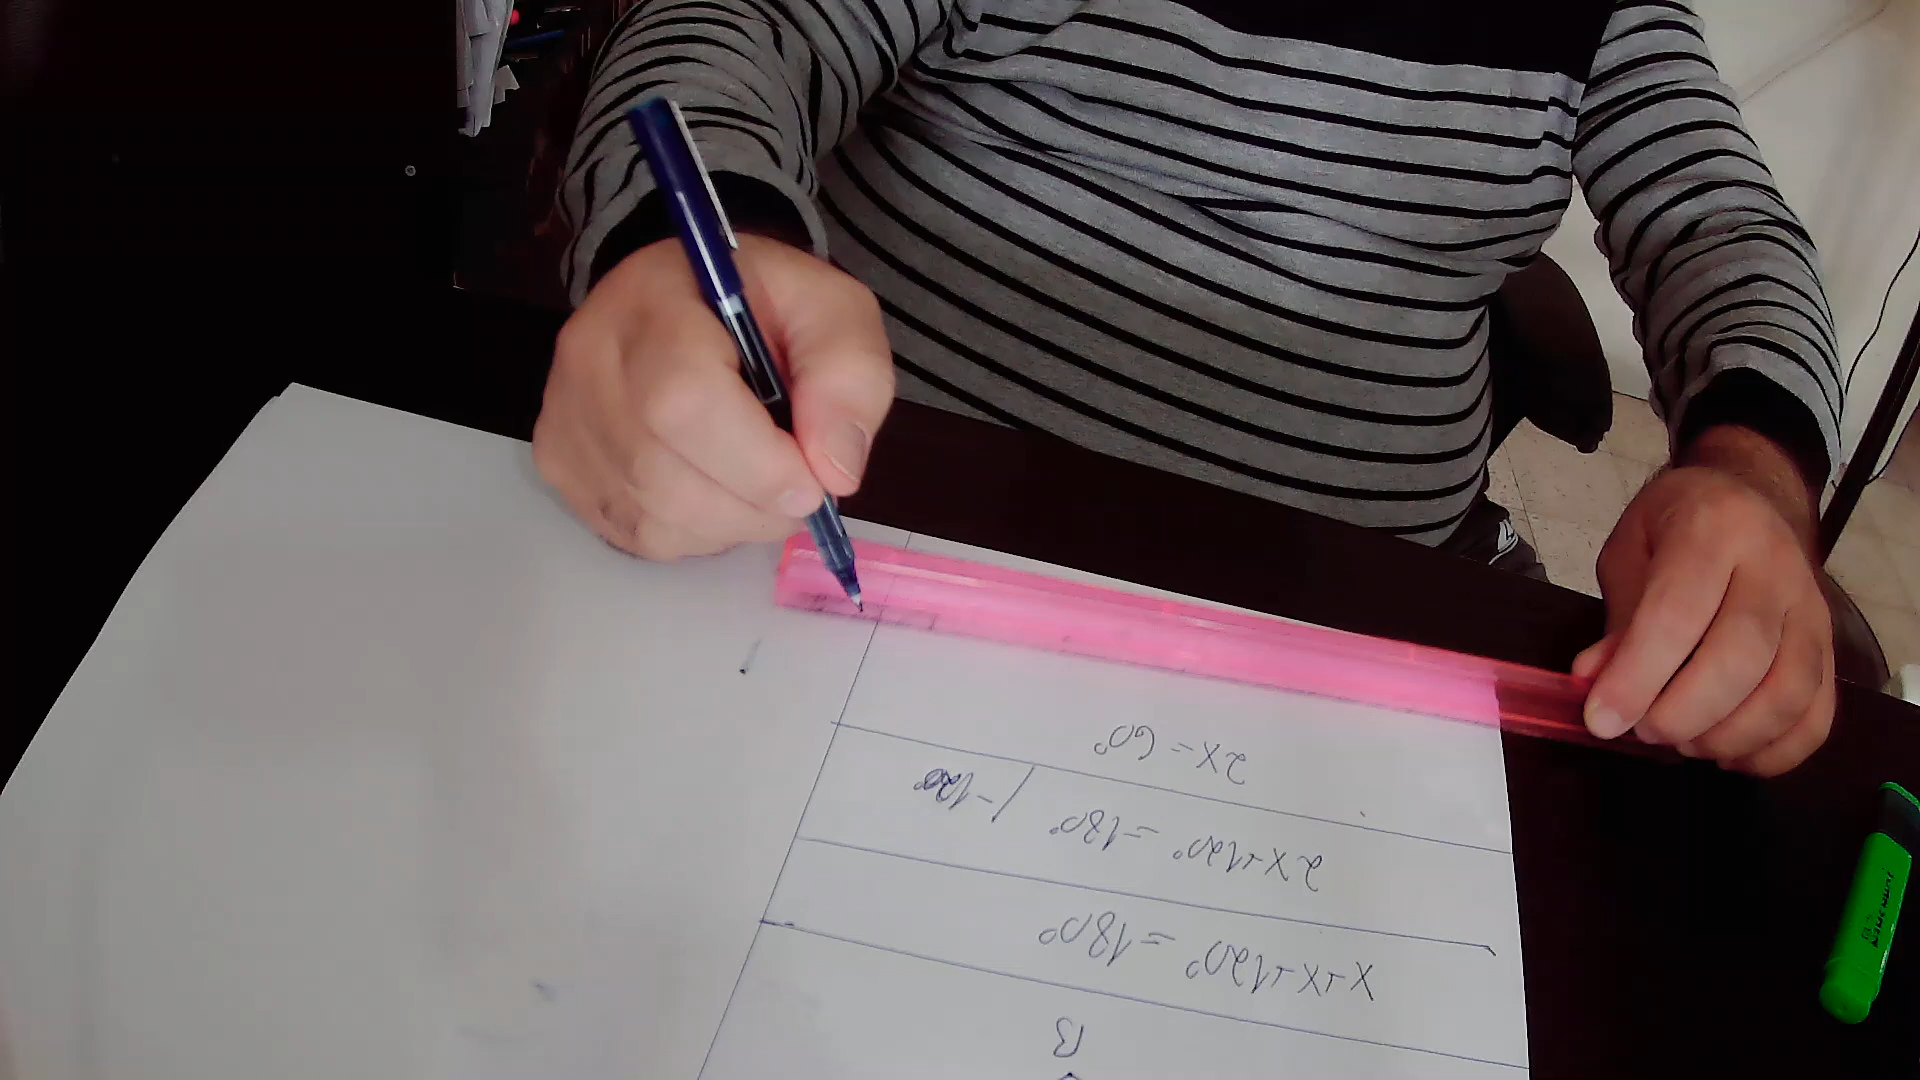 B
x+x+120° = 180°
2x+120° = 180° /-120°
2x = 60°